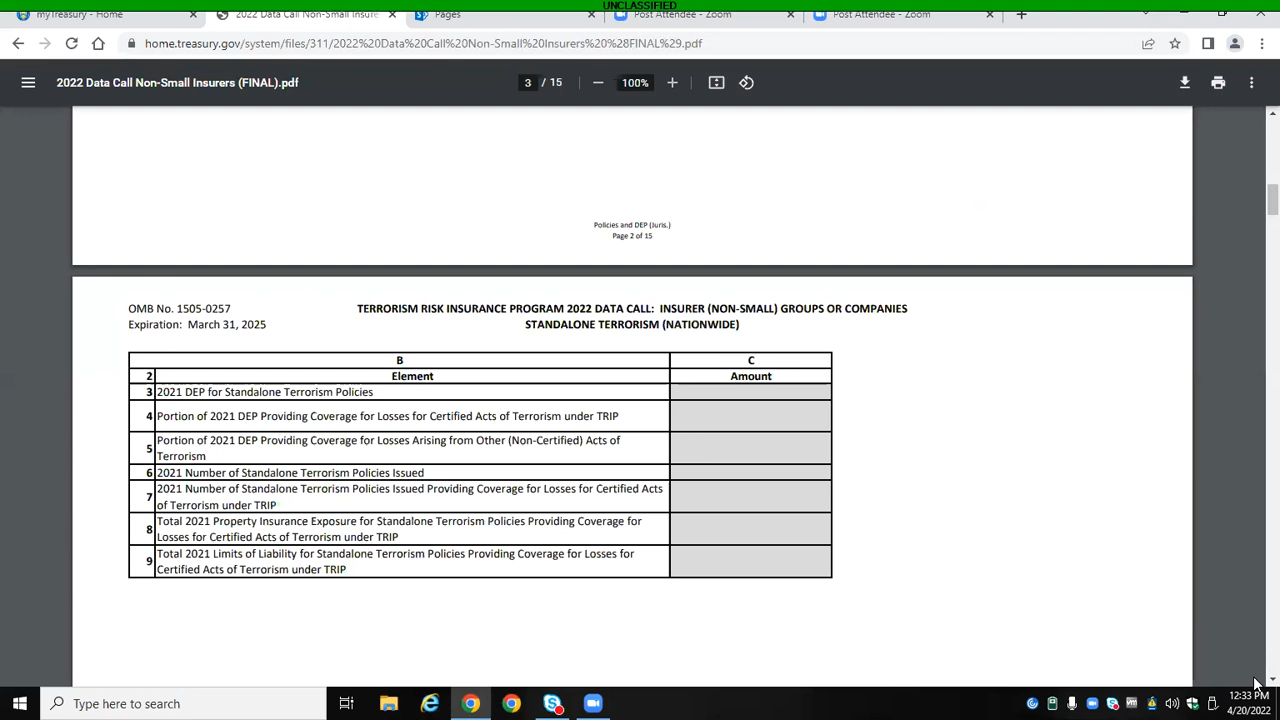 UNCLASSIFIED
myTreasury - Home
2022 Data Call Non-Small Insure
Pages
Post Attendee - Zoom
Post Attendee - Zoom
home.treasury.gov/system/files/311/2022%20Data%20Call%20Non-Small%20Insurers%20%28FINAL%29.pdf
2022 Data Call Non-Small Insurers (FINAL).pdf
3 / 15
100%
Policies and DEP (Juris.)
Page 2 of 15
OMB No. 1505-0257
Expiration: March 31, 2025
TERRORISM RISK INSURANCE PROGRAM 2022 DATA CALL: INSURER (NON-SMALL) GROUPS OR COMPANIES
STANDALONE TERRORISM (NATIONWIDE)
B C
2 Element Amount
3 2021 DEP for Standalone Terrorism Policies
4 Portion of 2021 DEP Providing Coverage for Losses for Certified Acts of Terrorism under TRIP
5 Portion of 2021 DEP Providing Coverage for Losses Arising from Other (Non-Certified) Acts of
Terrorism
6 2021 Number of Standalone Terrorism Policies Issued
7 2021 Number of Standalone Terrorism Policies Issued Providing Coverage for Losses for Certified Acts
of Terrorism under TRIP
8 Total 2021 Property Insurance Exposure for Standalone Terrorism Policies Providing Coverage for
Losses for Certified Acts of Terrorism under TRIP
9 Total 2021 Limits of Liability for Standalone Terrorism Policies Providing Coverage for Losses for
Certified Acts of Terrorism under TRIP
Type here to search
12:33 PM
4/20/2022